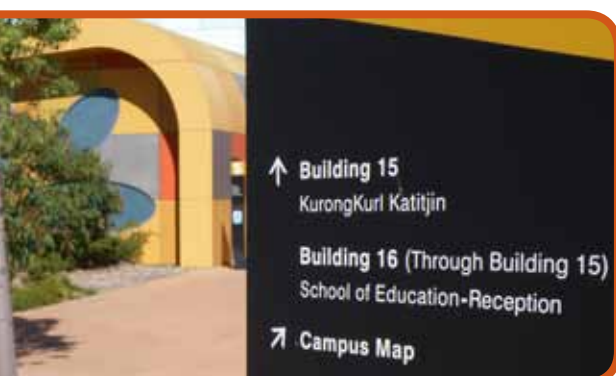 ↑ Building 15
KurongKurl Katitjin
Building 16 (Through Building 15)
School of Education-Reception
↗ Campus Map